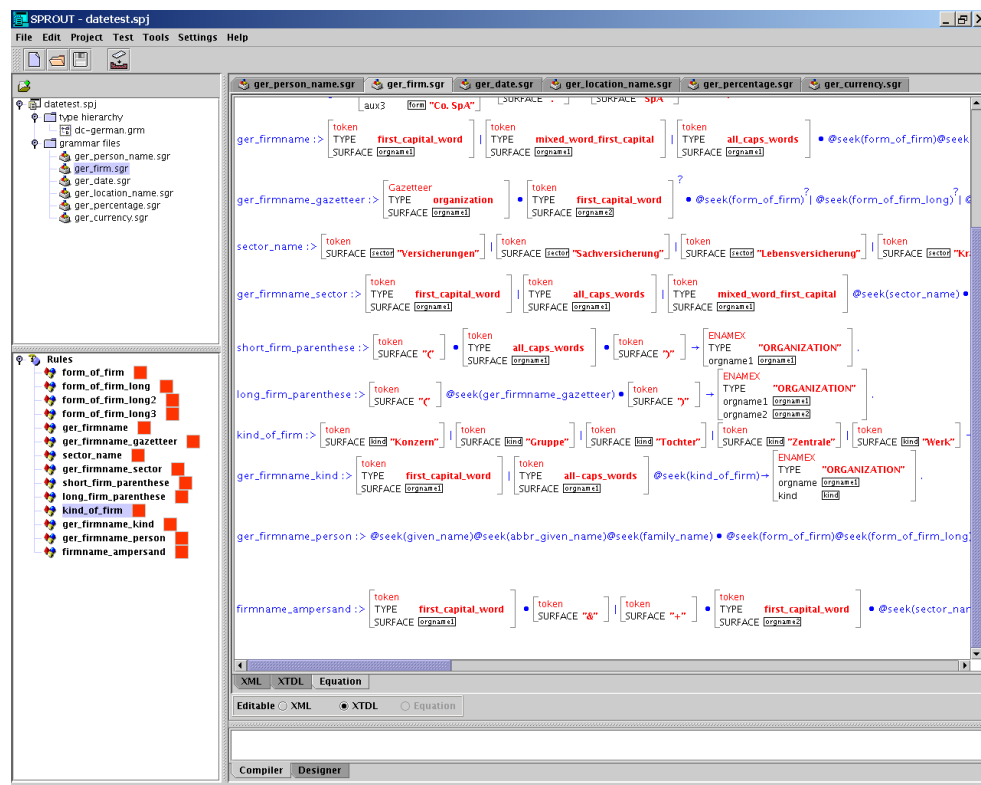 SPROUT - datetest.spj
File Edit Project Test Tools Settings Help
datetest.spj
type hierarchy
dc-german.grm
grammar files
ger_person_name.sgr
ger_firm.sgr
ger_date.sgr
ger_location_name.sgr
ger_percentage.sgr
ger_currency.sgr
Rules
form_of_firm
form_of_firm_long
form_of_firm_long2
form_of_firm_long3
ger_firmname
ger_firmname_gazetteer
sector_name
ger_firmname_sector
short_firm_parenthese
long_firm_parenthese
kind_of_firm
ger_firmname_kind
ger_firmname_person
firmname_ampersand
ger_person_name.sgr ger_firm.sgr ger_date.sgr ger_location_name.sgr ger_percentage.sgr ger_currency.sgr
aux3 form "Co. SpA" SURFACE "." SURFACE "SpA"
token token token
ger_firmname :> TYPE first_capital_word | TYPE mixed_word_first_capital | TYPE all_caps_words • @seek(form_of_firm)@seek
SURFACE orgname1 SURFACE orgname1 SURFACE orgname1
Gazetteer token ?
ger_firmname_gazetteer :> TYPE organization • TYPE first_capital_word • @seek(form_of_firm)? | @seek(form_of_firm_long)? |
SURFACE orgname1 SURFACE orgname2
token token token token
sector_name :> SURFACE sector "Versicherungen" | SURFACE sector "Sachversicherung" | SURFACE sector "Lebensversicherung" | SURFACE sector "Kr
token token token
ger_firmname_sector :> TYPE first_capital_word | TYPE all_caps_words | TYPE mixed_word_first_capital @seek(sector_name) •
SURFACE orgname1 SURFACE orgname1 SURFACE orgname1
token token token ENAMEX
short_firm_parenthese :> SURFACE "(" • TYPE all_caps_words • SURFACE ")" → TYPE "ORGANIZATION" .
SURFACE orgname1 orgname1 orgname1
token token ENAMEX
long_firm_parenthese :> SURFACE "(" @seek(ger_firmname_gazetteer) • SURFACE ")" → TYPE "ORGANIZATION" .
orgname1 orgname1
orgname2 orgname2
token token token token token
kind_of_firm :> SURFACE kind "Konzern" | SURFACE kind "Gruppe" | SURFACE kind "Tochter" | SURFACE kind "Zentrale" | SURFACE kind "Werk"
token token ENAMEX
ger_firmname_kind :> TYPE first_capital_word | TYPE all-caps_words @seek(kind_of_firm)→ TYPE "ORGANIZATION" .
SURFACE orgname1 SURFACE orgname1 orgname orgname1
kind kind
ger_firmname_person :> @seek(given_name)@seek(abbr_given_name)@seek(family_name) • @seek(form_of_firm)@seek(form_of_firm_long)
token token token token
firmname_ampersand :> TYPE first_capital_word • SURFACE "&" | SURFACE "+" • TYPE first_capital_word • @seek(sector_nar
SURFACE orgname1 SURFACE orgname2
XML XTDL Equation
Editable XML XTDL Equation
Compiler Designer